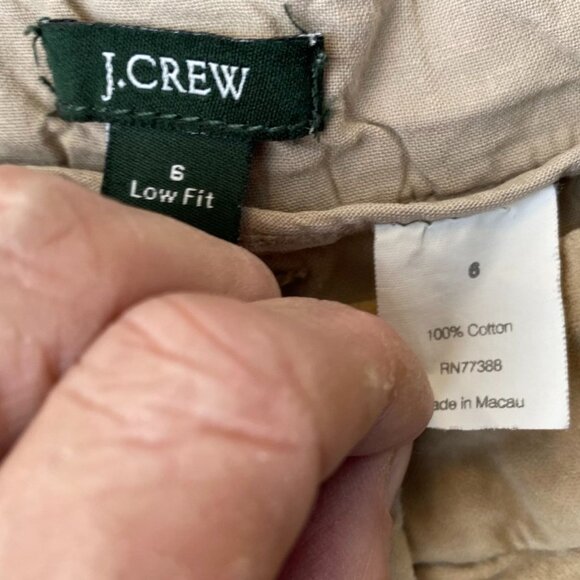 J.CREW
6
Low Fit
6
100% Cotton
RN77388
ade in Macau